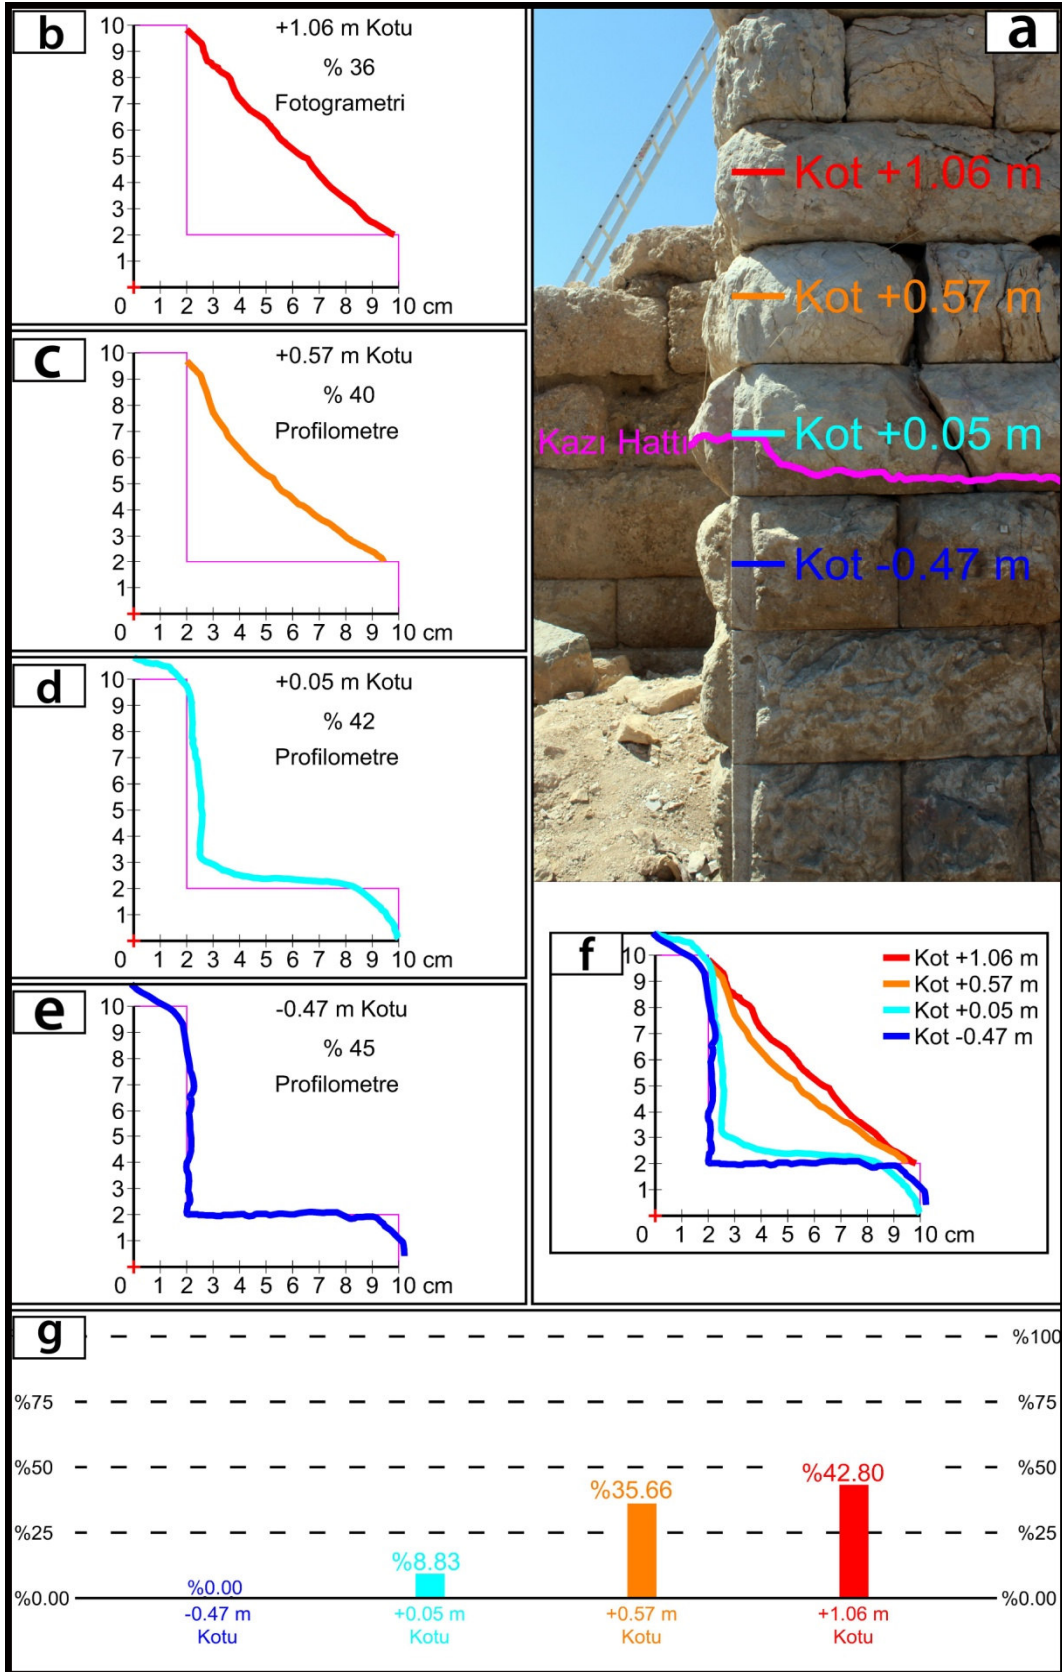 b
+1.06 m Kotu
% 36
Fotogrametri
10
9
8
7
6
5
4
3
2
1
0 1 2 3 4 5 6 7 8 9 10 cm
c
+0.57 m Kotu
% 40
Profilometre
10
9
8
7
6
5
4
3
2
1
0 1 2 3 4 5 6 7 8 9 10 cm
d
+0.05 m Kotu
% 42
Profilometre
10
9
8
7
6
5
4
3
2
1
0 1 2 3 4 5 6 7 8 9 10 cm
e
-0.47 m Kotu
% 45
Profilometre
10
9
8
7
6
5
4
3
2
1
0 1 2 3 4 5 6 7 8 9 10 cm
a
Kot +1.06 m
Kot +0.57 m
Kot +0.05 m
Kazı Hattı
Kot -0.47 m
f
Kot +1.06 m
Kot +0.57 m
Kot +0.05 m
Kot -0.47 m
10
9
8
7
6
5
4
3
2
1
0 1 2 3 4 5 6 7 8 9 10 cm
g
%100
%75 %75
%50 %50
%25 %25
%0.00 %0.00
%0.00 %8.83 %35.66 %42.80
-0.47 m +0.05 m +0.57 m +1.06 m
Kotu Kotu Kotu Kotu